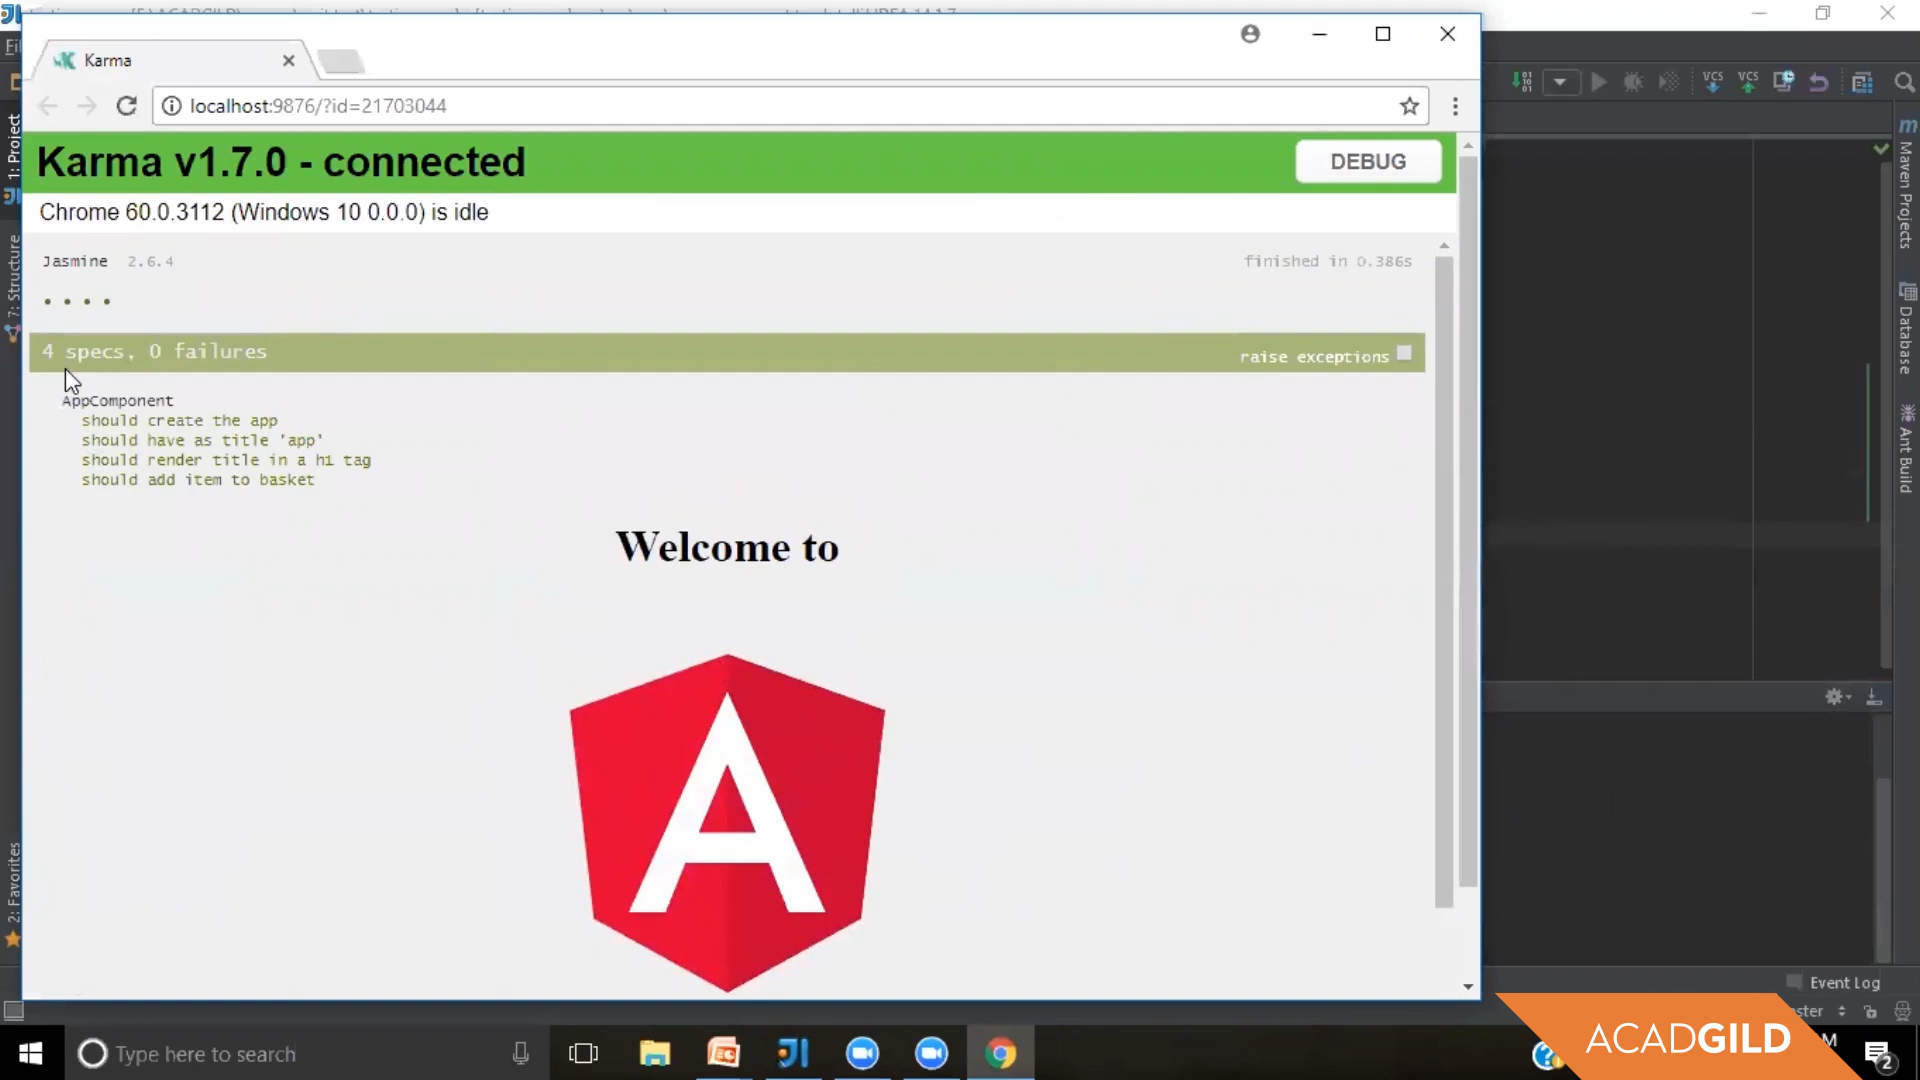 Karma
localhost:9876/?id=21703044
Karma v1.7.0 - connected
DEBUG
Chrome 60.0.3112 (Windows 10 0.0.0) is idle
Jasmine 2.6.4
finished in 0.386s
4 specs, 0 failures
raise exceptions
AppComponent
should create the app
should have as title 'app'
should render title in a h1 tag
should add item to basket
Welcome to
A
1: Project
7: Structure
2: Favorites
VCS
VCS
Maven Projects
Database
Ant Build
Event Log
Type here to search
ACADGILD
2